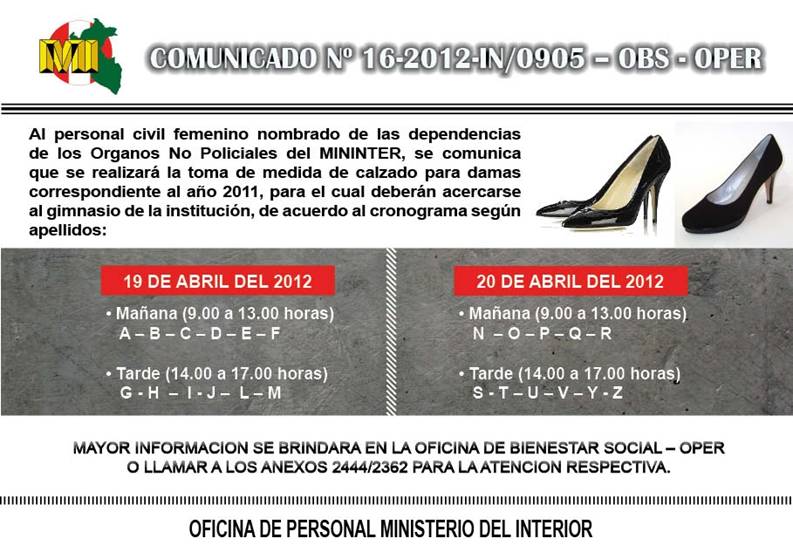 MI
COMUNICADO Nº 16-2012-IN/0905 – OBS - OPER
Al personal civil femenino nombrado de las dependencias
de los Organos No Policiales del MININTER, se comunica
que se realizará la toma de medida de calzado para damas
correspondiente al año 2011, para el cual deberán acercarse
al gimnasio de la institución, de acuerdo al cronograma según
apellidos:
19 DE ABRIL DEL 2012
• Mañana (9.00 a 13.00 horas)
A – B – C – D – E – F
• Tarde (14.00 a 17.00 horas)
G - H – I - J – L – M
20 DE ABRIL DEL 2012
• Mañana (9.00 a 13.00 horas)
N – O – P – Q – R
• Tarde (14.00 a 17.00 horas)
S - T – U – V – Y - Z
MAYOR INFORMACION SE BRINDARA EN LA OFICINA DE BIENESTAR SOCIAL – OPER
O LLAMAR A LOS ANEXOS 2444/2362 PARA LA ATENCION RESPECTIVA.
OFICINA DE PERSONAL MINISTERIO DEL INTERIOR